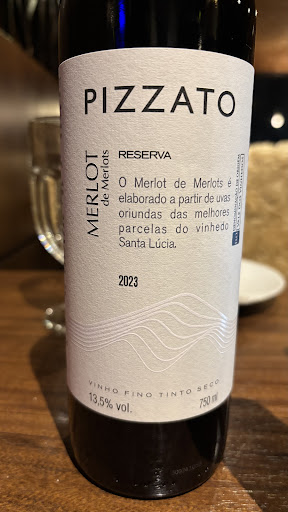 PIZZATO
MERLOT
de Merlots
RESERVA
O Merlot de Merlots é
elaborado a partir de uvas
oriundas das melhores
parcelas do vinhedo
Santa Lúcia.
2023
VINHO FINO TINTO SECO
13,5% vol.
750 ml